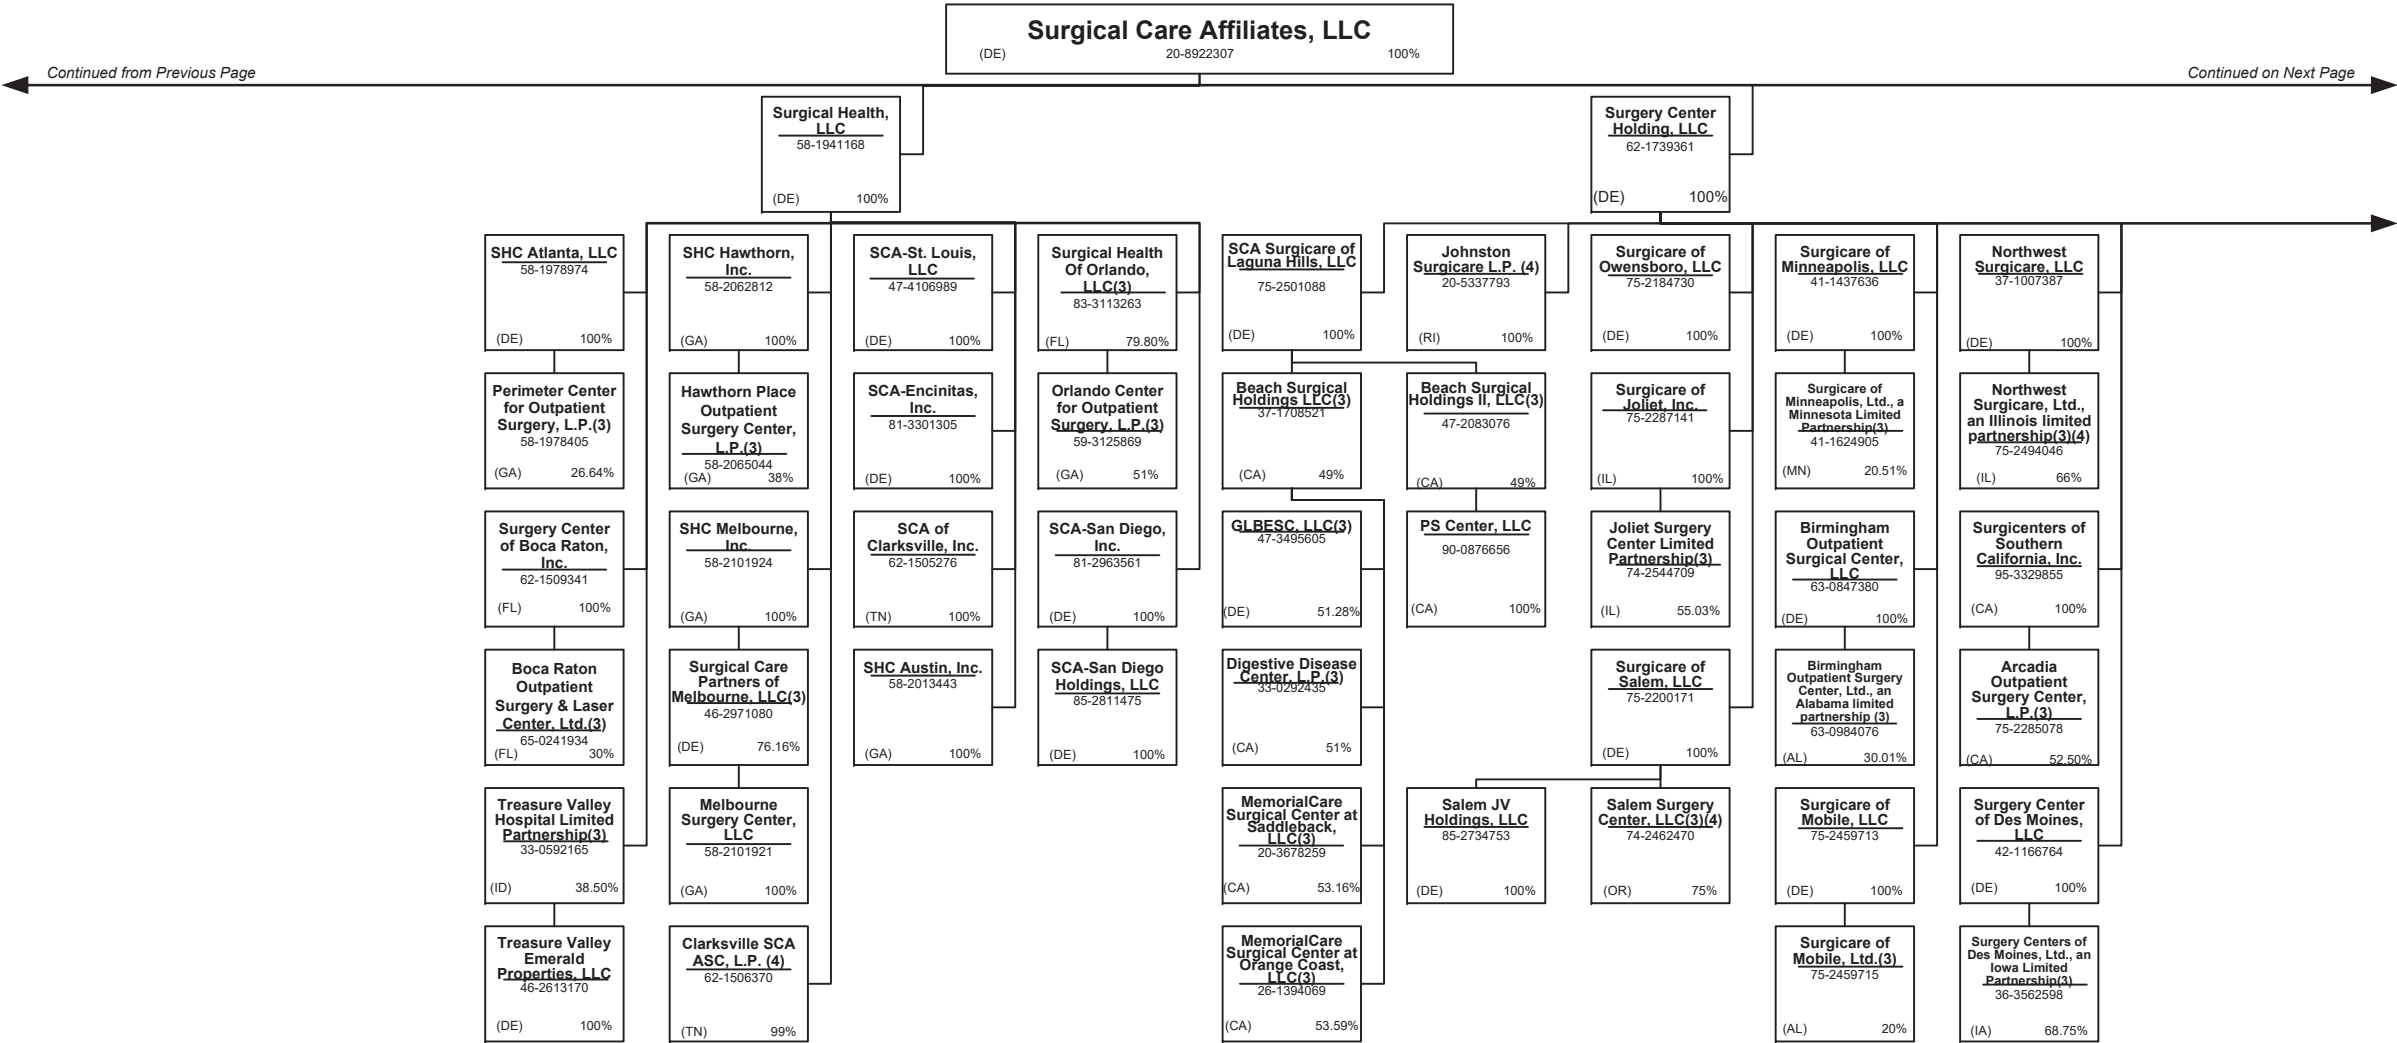 Surgical Care Affiliates, LLC
(DE) 20-8922307 100%
Continued from Previous Page
Continued on Next Page
Surgical Health,
LLC
58-1941168
(DE) 100%
Surgery Center
Holding, LLC
62-1739361
(DE) 100%
SHC Atlanta, LLC
58-1978974
(DE) 100%
SHC Hawthorn,
Inc.
58-2062812
(GA) 100%
SCA-St. Louis,
LLC
47-4106989
(DE) 100%
Surgical Health
Of Orlando,
LLC(3)
83-3113263
(FL) 79.80%
SCA Surgicare of
Laguna Hills, LLC
75-2501088
(DE) 100%
Johnston
Surgicare L.P. (4)
20-5337793
(RI) 100%
Surgicare of
Owensboro, LLC
75-2184730
(DE) 100%
Surgicare of
Minneapolis, LLC
41-1437636
(DE) 100%
Northwest
Surgicare, LLC
37-1007387
(DE) 100%
Perimeter Center
for Outpatient
Surgery, L.P.(3)
58-1978405
(GA) 26.64%
Hawthorn Place
Outpatient
Surgery Center,
L.P.(3)
58-2065044
(GA) 38%
SCA-Encinitas,
Inc.
81-3301305
(DE) 100%
Orlando Center
for Outpatient
Surgery, L.P.(3)
59-3125869
(GA) 51%
Beach Surgical
Holdings LLC(3)
37-1708521
(CA) 49%
Beach Surgical
Holdings II, LLC(3)
47-2083076
(CA) 49%
Surgicare of
Joliet, Inc.
75-2287141
(IL) 100%
Surgicare of
Minneapolis, Ltd., a
Minnesota Limited
Partnership(3)
41-1624905
(MN) 20.51%
Northwest
Surgicare, Ltd.,
an Illinois limited
partnership(3)(4)
75-2494046
(IL) 66%
Surgery Center
of Boca Raton,
Inc.
62-1509341
(FL) 100%
SHC Melbourne,
Inc.
58-2101924
(GA) 100%
SCA of
Clarksville, Inc.
62-1505276
(TN) 100%
SCA-San Diego,
Inc.
81-2963561
(DE) 100%
GLBESC, LLC(3)
47-3495605
(DE) 51.28%
PS Center, LLC
90-0876656
(CA) 100%
Joliet Surgery
Center Limited
Partnership(3)
74-2544709
(IL) 55.03%
Birmingham
Outpatient
Surgical Center,
LLC
63-0847380
(DE) 100%
Surgicenters of
Southern
California, Inc.
95-3329855
(CA) 100%
Boca Raton
Outpatient
Surgery & Laser
Center, Ltd.(3)
65-0241934
(FL) 30%
Surgical Care
Partners of
Melbourne, LLC(3)
46-2971080
(DE) 76.16%
SHC Austin, Inc.
58-2013443
(GA) 100%
SCA-San Diego
Holdings, LLC
85-2811475
(DE) 100%
Digestive Disease
Center, L.P.(3)
33-0292435
(CA) 51%
Surgicare of
Salem, LLC
75-2200171
(DE) 100%
Birmingham
Outpatient Surgery
Center, Ltd., an
Alabama limited
partnership (3)
63-0984076
(AL) 30.01%
Arcadia
Outpatient
Surgery Center,
L.P.(3)
75-2285078
(CA) 52.50%
Treasure Valley
Hospital Limited
Partnership(3)
33-0592165
(ID) 38.50%
Melbourne
Surgery Center,
LLC
58-2101921
(GA) 100%
MemorialCare
Surgical Center at
Saddleback,
LLC(3)
20-3678259
(CA) 53.16%
Salem JV
Holdings, LLC
85-2734753
(DE) 100%
Salem Surgery
Center, LLC(3)(4)
74-2462470
(OR) 75%
Surgicare of
Mobile, LLC
75-2459713
(DE) 100%
Surgery Center
of Des Moines,
LLC
42-1166764
(DE) 100%
Treasure Valley
Emerald
Properties, LLC
46-2613170
(DE) 100%
Clarksville SCA
ASC, L.P. (4)
62-1506370
(TN) 99%
MemorialCare
Surgical Center at
Orange Coast,
LLC(3)
26-1394069
(CA) 53.59%
Surgicare of
Mobile, Ltd.(3)
75-2459715
(AL) 20%
Surgery Centers of
Des Moines, Ltd., an
Iowa Limited
Partnership(3)
36-3562598
(IA) 68.75%